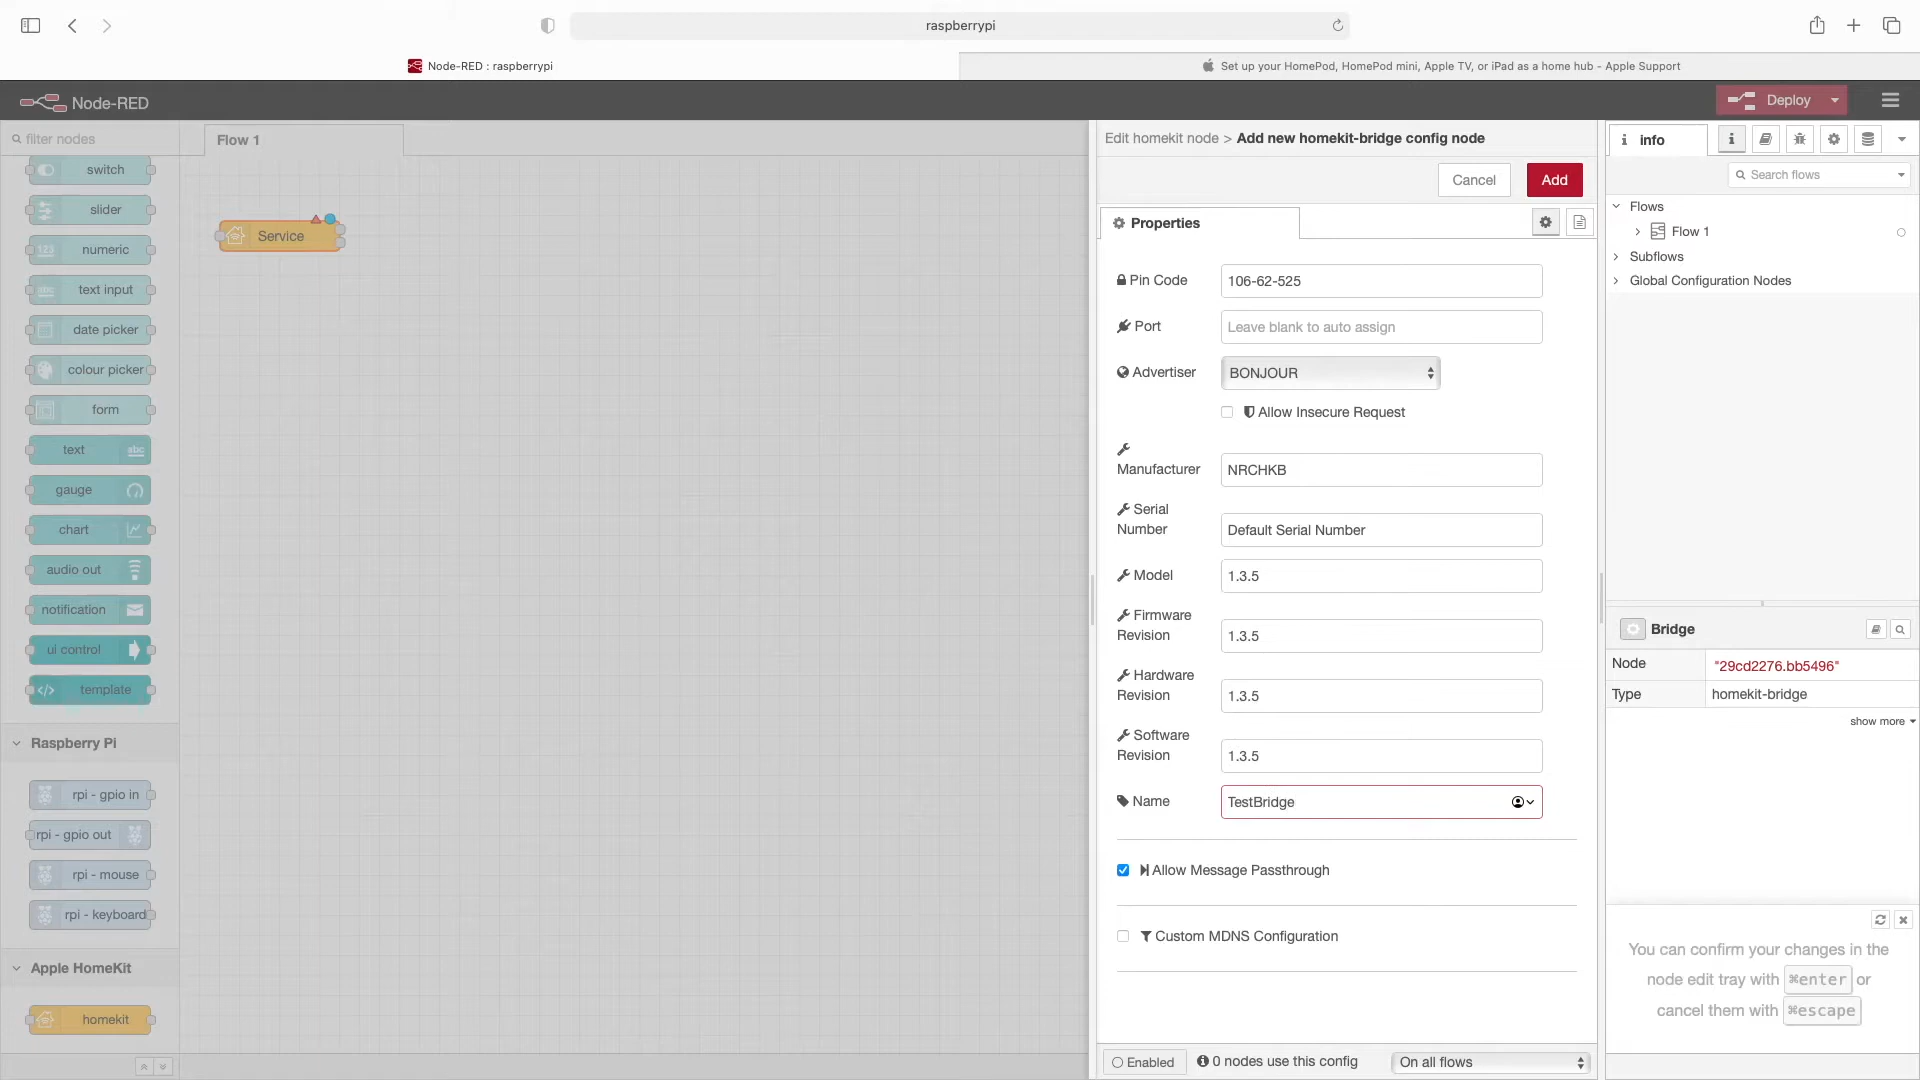 raspberrypi
Node-RED : raspberrypi
Set up your HomePod, HomePod mini, Apple TV, or iPad as a home hub - Apple Support
Node-RED
Deploy
filter nodes
Flow 1
Edit homekit node > Add new homekit-bridge config node
i info
i
Cancel
Add
Search flows
switch
slider
numeric
123
text input
abc
date picker
colour picker
form
text
abc
gauge
chart
audio out
notification
ui control
template
Raspberry Pi
rpi - gpio in
rpi - gpio out
rpi - mouse
rpi - keyboard
Apple HomeKit
homekit
Service
Properties
Pin Code
106-62-525
Port
Leave blank to auto assign
Advertiser
BONJOUR
Allow Insecure Request
Manufacturer
NRCHKB
Serial
Number
Default Serial Number
Model
1.3.5
Firmware
Revision
1.3.5
Hardware
Revision
1.3.5
Software
Revision
1.3.5
Name
TestBridge
Allow Message Passthrough
Custom MDNS Configuration
Enabled
0 nodes use this config
On all flows
Flows
Flow 1
Subflows
Global Configuration Nodes
Bridge
Node
"29cd2276.bb5496"
Type
homekit-bridge
show more
You can confirm your changes in the
node edit tray with ⌘enter or
cancel them with ⌘escape